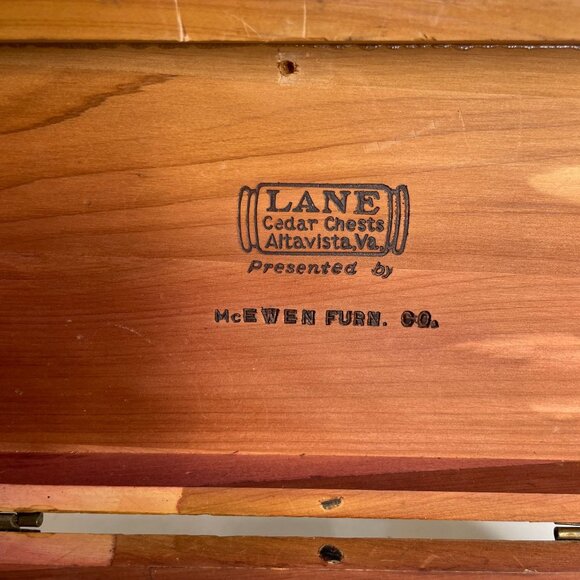 LANE
Cedar Chests
Altavista, Va.
Presented by
McEWEN FURN. CO.